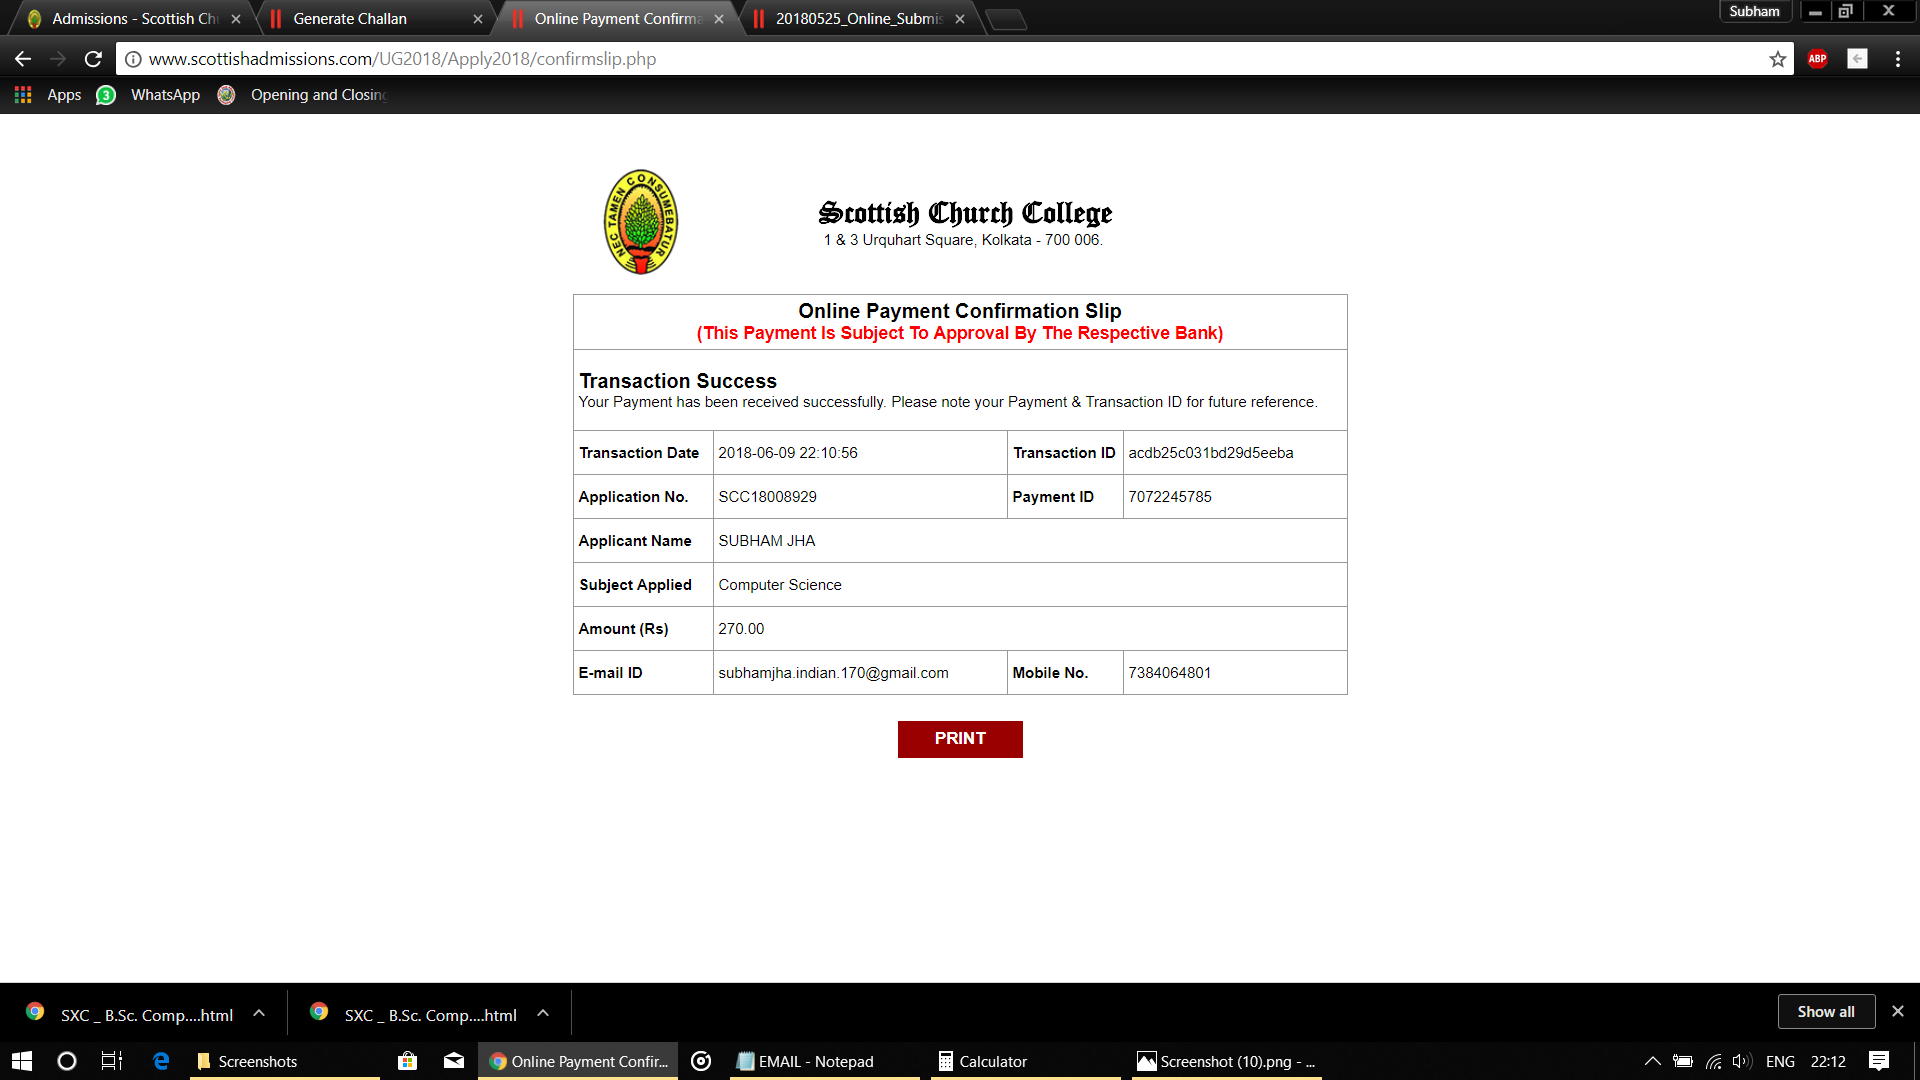 Admissions - Scottish Ch
Generate Challan
Online Payment Confirma
20180525_Online_Submis
Subham
www.scottishadmissions.com/UG2018/Apply2018/confirmslip.php
ABP
Apps
3
WhatsApp
Opening and Closing
NEC TAMEN CONSUMEBATUR
Scottish Church College
1 & 3 Urquhart Square, Kolkata - 700 006.
Online Payment Confirmation Slip
(This Payment Is Subject To Approval By The Respective Bank)
Transaction Success
Your Payment has been received successfully. Please note your Payment & Transaction ID for future reference.
Transaction Date 2018-06-09 22:10:56 Transaction ID acdb25c031bd29d5eeba
Application No. SCC18008929 Payment ID 7072245785
Applicant Name SUBHAM JHA
Subject Applied Computer Science
Amount (Rs) 270.00
E-mail ID subhamjha.indian.170@gmail.com Mobile No. 7384064801
PRINT
SXC _ B.Sc. Comp....html
SXC _ B.Sc. Comp....html
Show all
Screenshots
Online Payment Confir...
EMAIL - Notepad
Calculator
Screenshot (10).png - ...
ENG
22:12